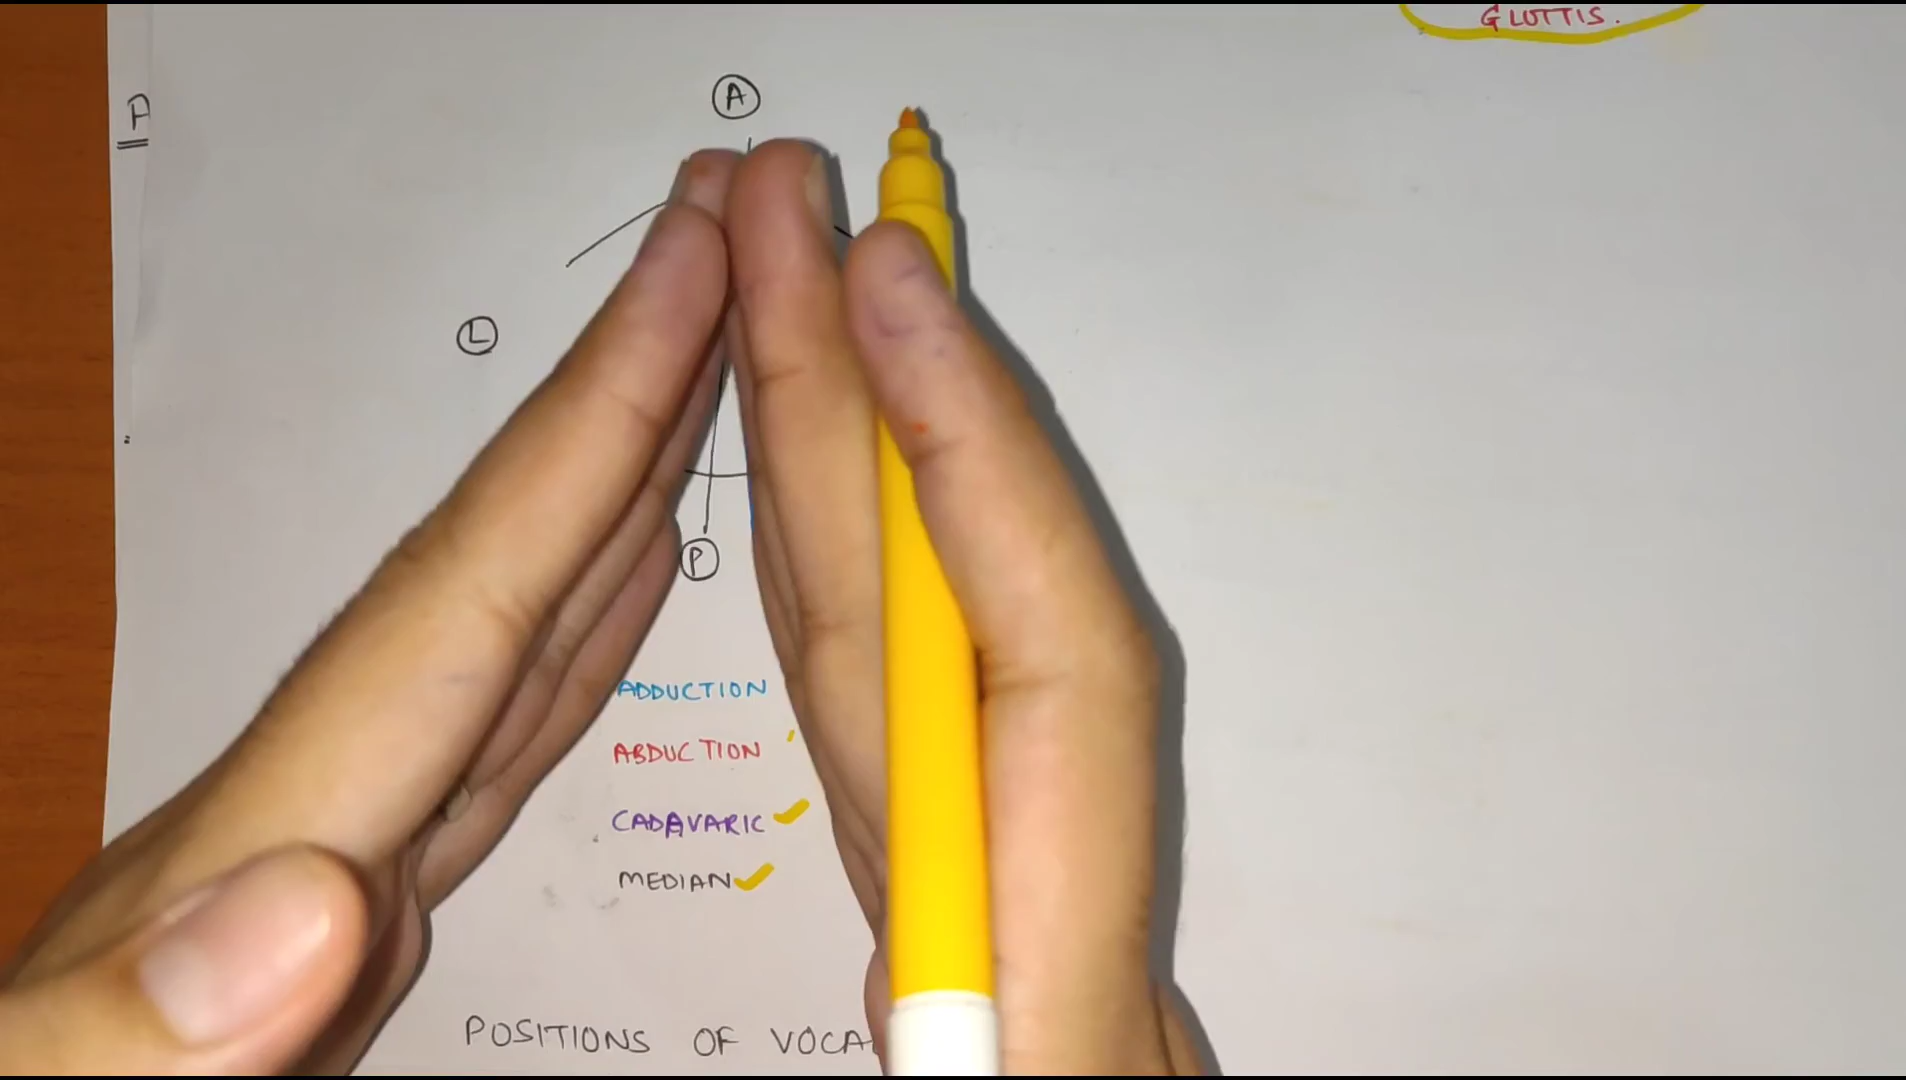 GLOTTIS.
A
A
L
P
ADDUCTION
ABDUCTION
CADAVARIC
MEDIAN
POSITIONS OF VOCA